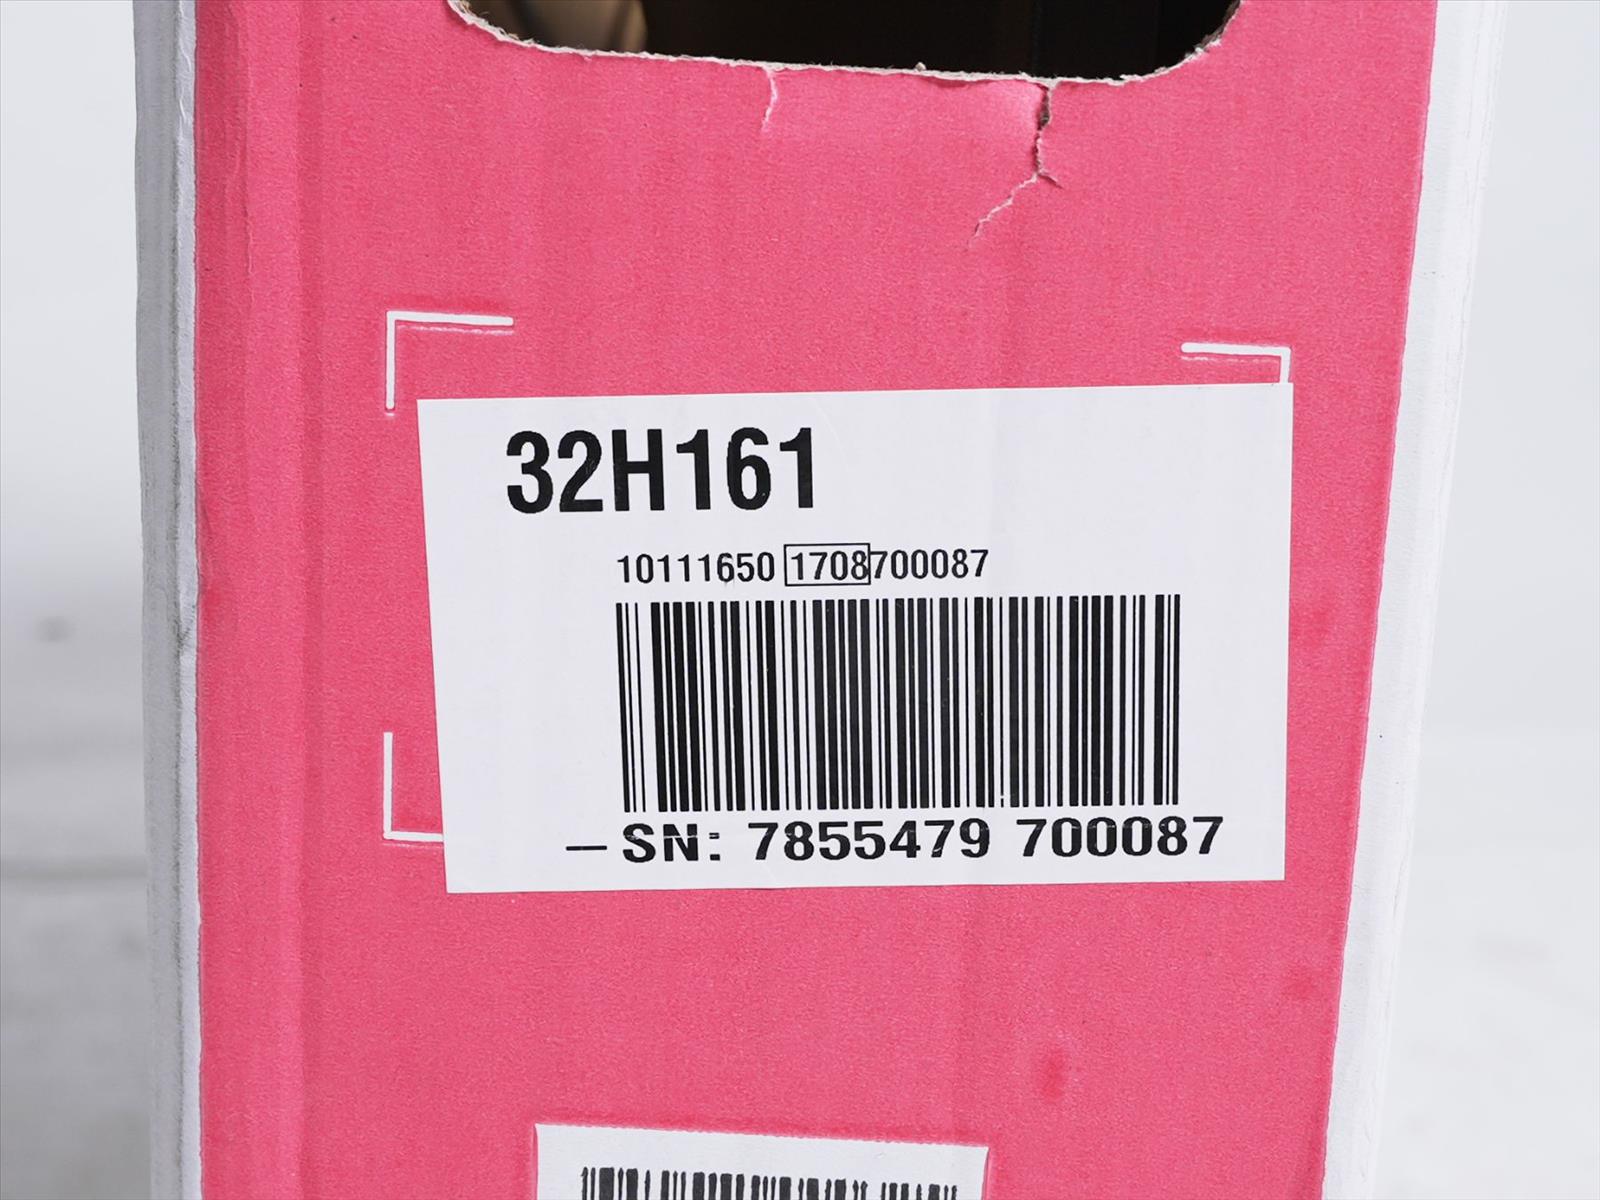 32H161
10111650 1708700087
— SN: 7855479 700087